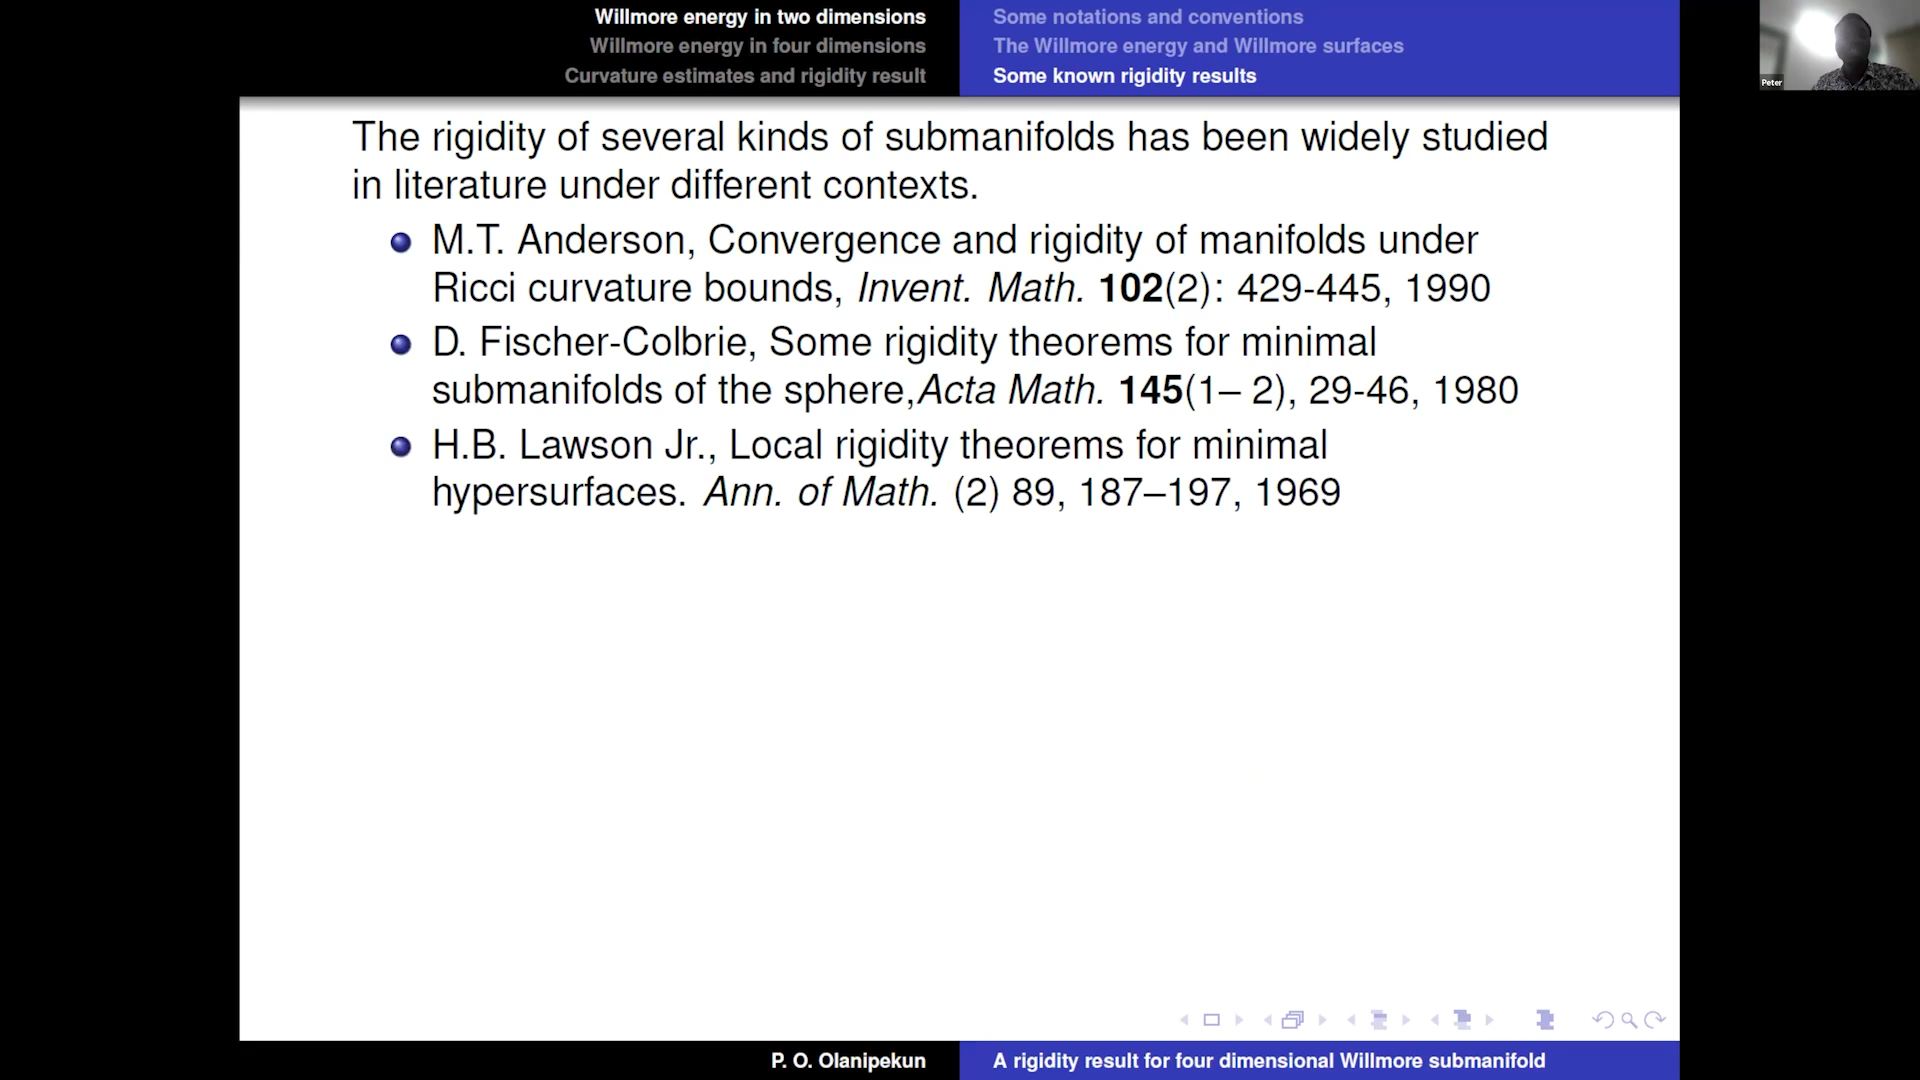 Willmore energy in two dimensions
Willmore energy in four dimensions
Curvature estimates and rigidity result
Some notations and conventions
The Willmore energy and Willmore surfaces
Some known rigidity results
Peter
The rigidity of several kinds of submanifolds has been widely studied
in literature under different contexts.
M.T. Anderson, Convergence and rigidity of manifolds under
Ricci curvature bounds, Invent. Math. 102(2): 429-445, 1990
D. Fischer-Colbrie, Some rigidity theorems for minimal
submanifolds of the sphere,Acta Math. 145(1– 2), 29-46, 1980
H.B. Lawson Jr., Local rigidity theorems for minimal
hypersurfaces. Ann. of Math. (2) 89, 187–197, 1969
P. O. Olanipekun
A rigidity result for four dimensional Willmore submanifold